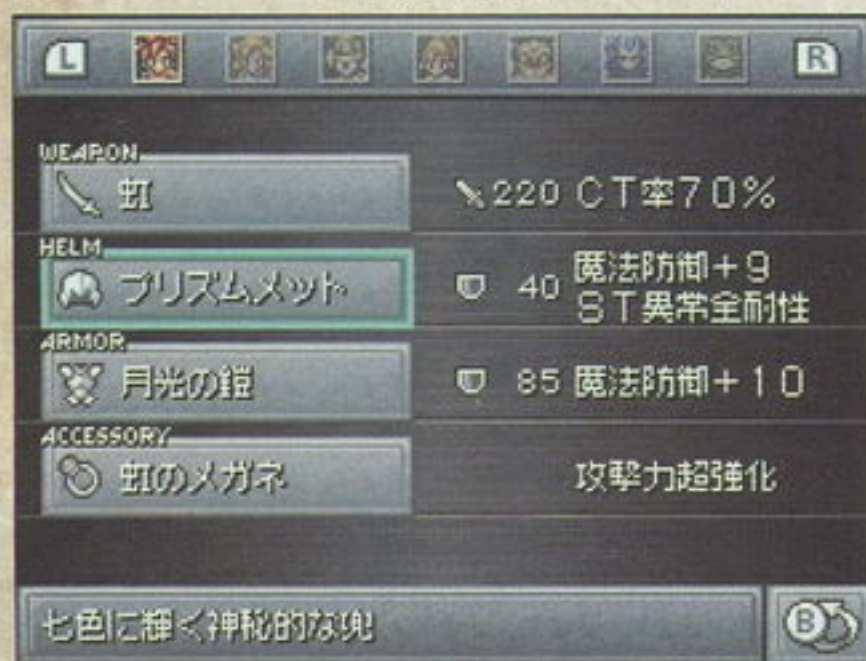 L R
WEAPON
虹 220 CT率70%
HELM
プリズムメット 40 魔法防御+9
ST異常全耐性
ARMOR
月光の鎧 85 魔法防御+10
ACCESSORY
虹のメガネ 攻撃力超強化
七色に輝く神秘的な兜 B